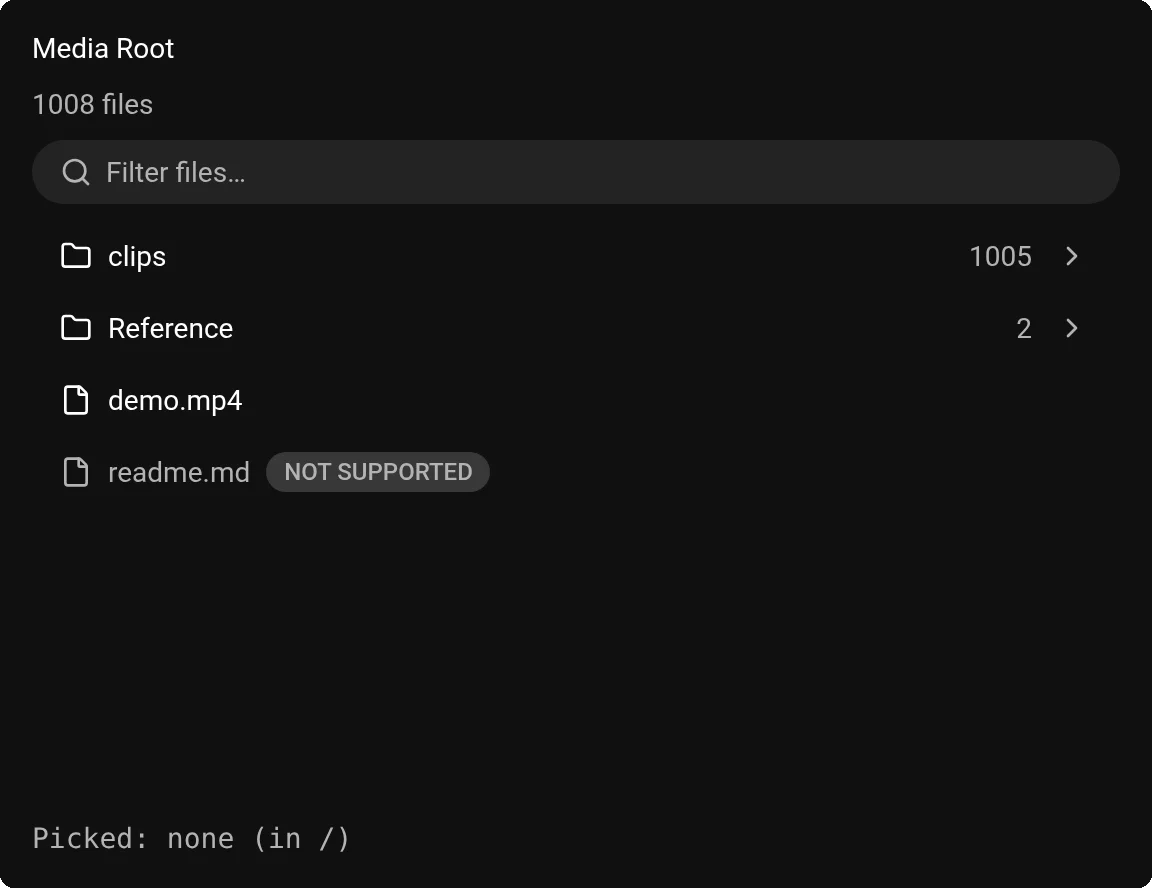 Media Root
1008 files
Filter files…
clips 1005
Reference 2
demo.mp4
readme.md NOT SUPPORTED
Picked: none (in /)